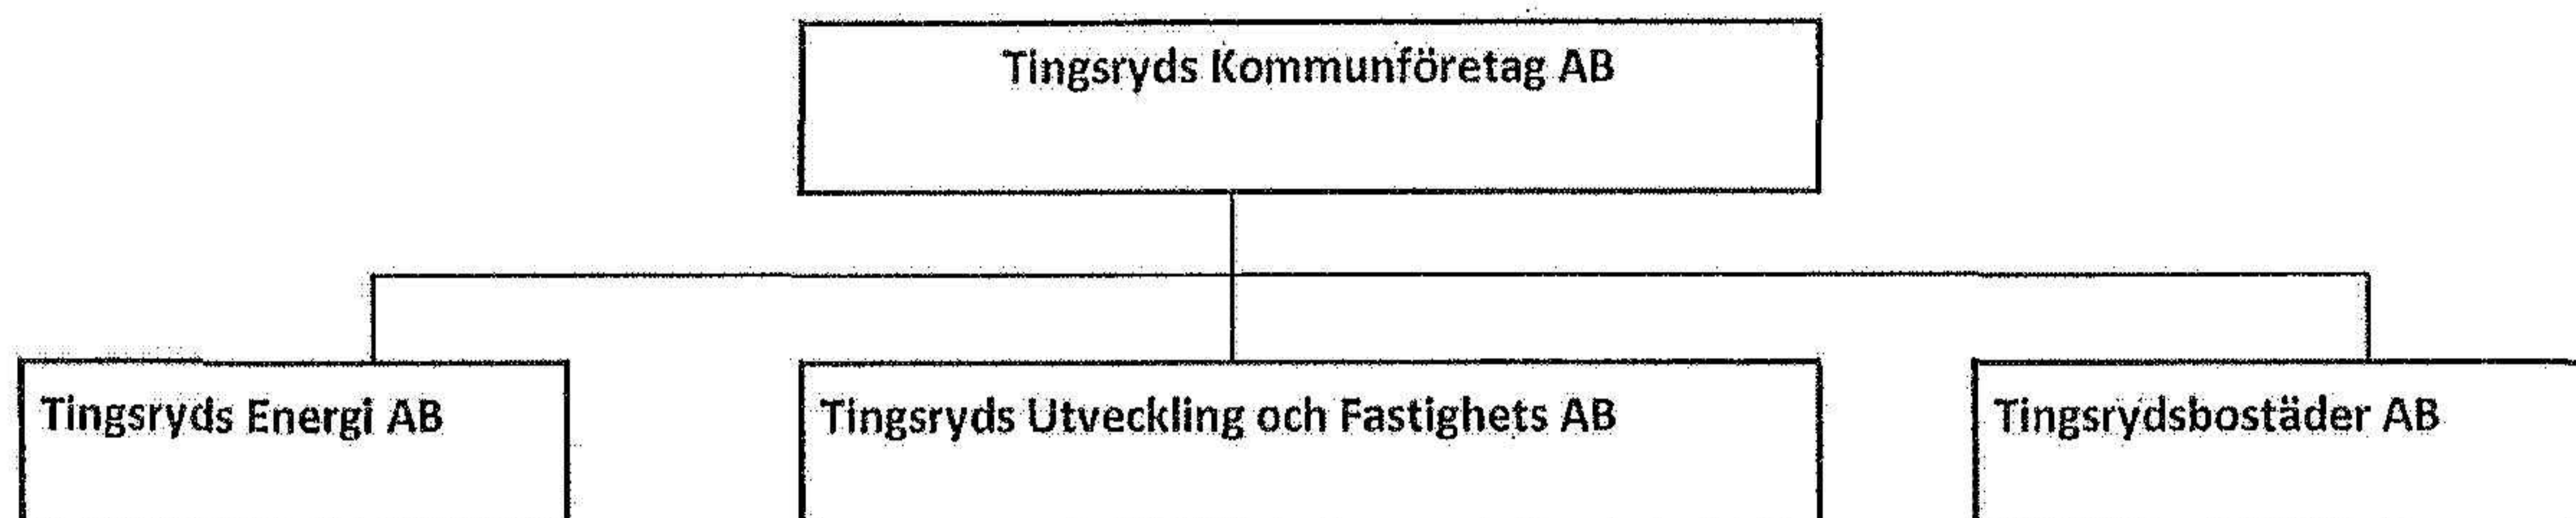 Tingsryds Kommunföretag AB
Tingsryds Energi AB
Tingsryds Utveckling och Fastighets AB
Tingsrydsbostäder AB